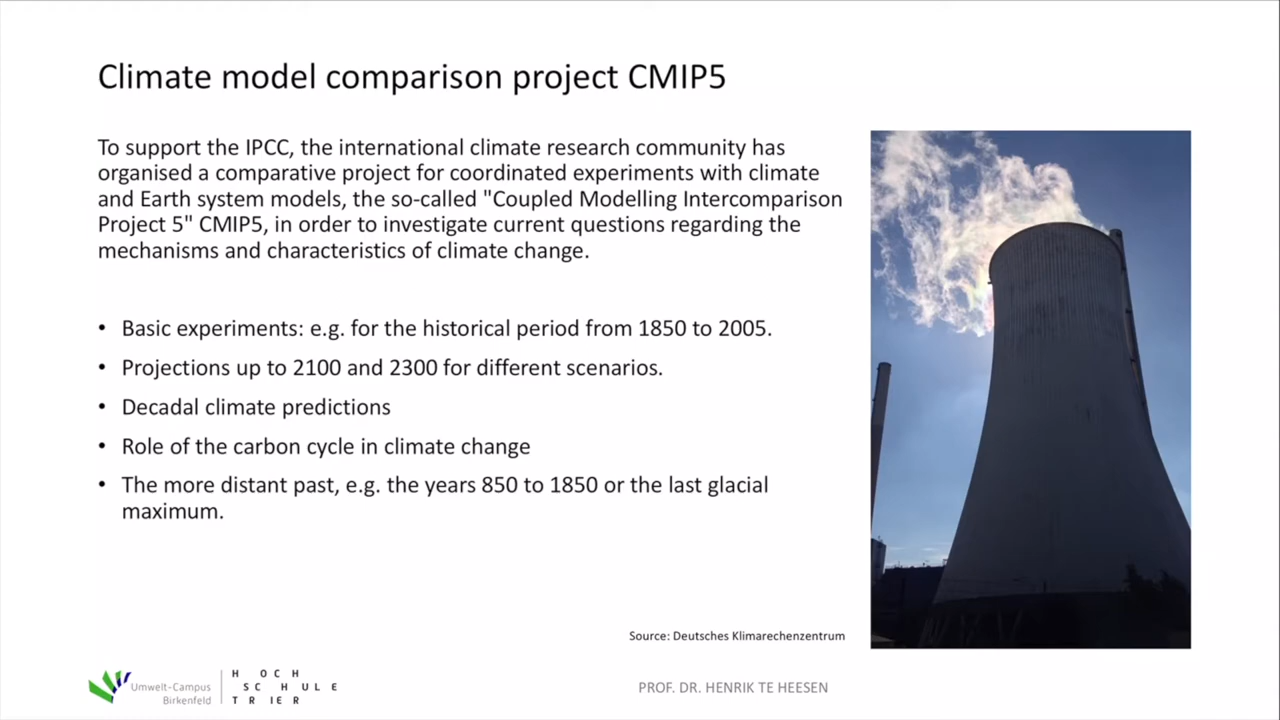 Climate model comparison project CMIP5
To support the IPCC, the international climate research community has
organised a comparative project for coordinated experiments with climate
and Earth system models, the so-called "Coupled Modelling Intercomparison
Project 5" CMIP5, in order to investigate current questions regarding the
mechanisms and characteristics of climate change.
• Basic experiments: e.g. for the historical period from 1850 to 2005.
• Projections up to 2100 and 2300 for different scenarios.
• Decadal climate predictions
• Role of the carbon cycle in climate change
• The more distant past, e.g. the years 850 to 1850 or the last glacial
maximum.
Source: Deutsches Klimarechenzentrum
Umwelt-Campus
Birkenfeld
H O C H
S C H U L E
T R I E R
PROF. DR. HENRIK TE HEESEN